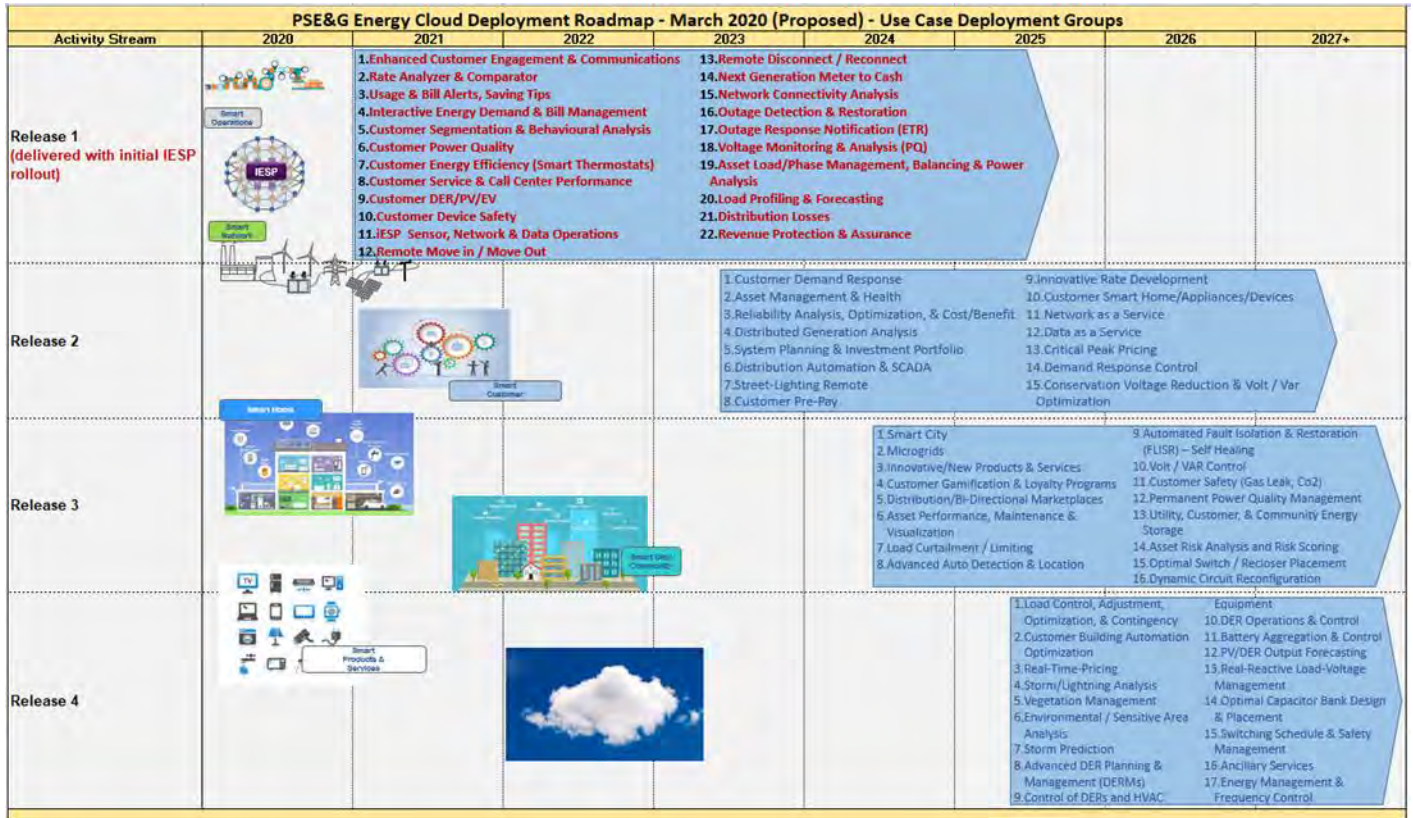 PSE&G Energy Cloud Deployment Roadmap - March 2020 (Proposed) - Use Case Deployment Groups
Activity Stream 2020 2021 2022 2023 2024 2025 2026 2027+
Release 1
(delivered with initial IESP
rollout)
Smart
Operations
IESP
Smart
Network
1.Enhanced Customer Engagement & Communications
2.Rate Analyzer & Comparator
3.Usage & Bill Alerts, Saving Tips
4.Interactive Energy Demand & Bill Management
5.Customer Segmentation & Behavioural Analysis
6.Customer Power Quality
7.Customer Energy Efficiency (Smart Thermostats)
8.Customer Service & Call Center Performance
9.Customer DER/PV/EV
10.Customer Device Safety
11.iESP Sensor, Network & Data Operations
12.Remote Move in / Move Out
13.Remote Disconnect / Reconnect
14.Next Generation Meter to Cash
15.Network Connectivity Analysis
16.Outage Detection & Restoration
17.Outage Response Notification (ETR)
18.Voltage Monitoring & Analysis (PQ)
19.Asset Load/Phase Management, Balancing & Power
Analysis
20.Load Profiling & Forecasting
21.Distribution Losses
22.Revenue Protection & Assurance
Release 2
Smart
Customer
1.Customer Demand Response
2.Asset Management & Health
3.Reliability Analysis, Optimization, & Cost/Benefit
4.Distributed Generation Analysis
5.System Planning & Investment Portfolio
6.Distribution Automation & SCADA
7.Street-Lighting Remote
8.Customer Pre-Pay
9.Innovative Rate Development
10.Customer Smart Home/Appliances/Devices
11.Network as a Service
12.Data as a Service
13.Critical Peak Pricing
14.Demand Response Control
15.Conservation Voltage Reduction & Volt / Var
Optimization
Release 3
Smart Home
Smart City
1.Smart City
2.Microgrids
3.Innovative/New Products & Services
4.Customer Gamification & Loyalty Programs
5.Distribution/Bi-Directional Marketplaces
6.Asset Performance, Maintenance &
Visualization
7.Load Curtailment / Limiting
8.Advanced Auto Detection & Location
9.Automated Fault Isolation & Restoration
(FLISR) – Self Healing
10.Volt / VAR Control
11.Customer Safety (Gas Leak, Co2)
12.Permanent Power Quality Management
13.Utility, Customer, & Community Energy
Storage
14.Asset Risk Analysis and Risk Scoring
15.Optimal Switch / Recloser Placement
16.Dynamic Circuit Reconfiguration
Release 4
TV
Smart
Products &
Services
1.Load Control, Adjustment,
Optimization, & Contingency
2.Customer Building Automation
Optimization
3.Real-Time-Pricing
4.Storm/Lightning Analysis
5.Vegetation Management
6.Environmental / Sensitive Area
Analysis
7.Storm Prediction
8.Advanced DER Planning &
Management (DERMs)
9.Control of DERs and HVAC
Equipment
10.DER Operations & Control
11.Battery Aggregation & Control
12.PV/DER Output Forecasting
13.Real-Reactive Load-Voltage
Management
14.Optimal Capacitor Bank Design
& Placement
15.Switching Schedule & Safety
Management
16.Ancillary Services
17.Energy Management &
Frequency Control